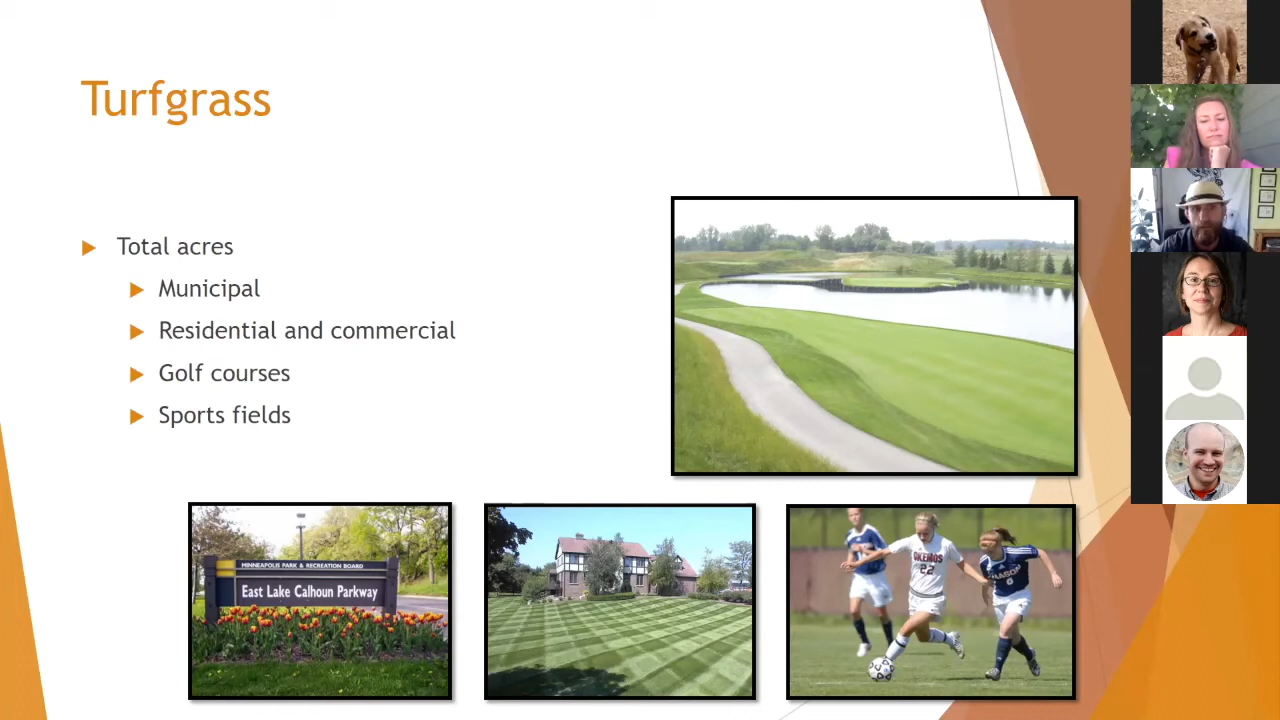 Turfgrass
Total acres
Municipal
Residential and commercial
Golf courses
Sports fields
MINNEAPOLIS PARK & RECREATION BOARD
East Lake Calhoun Parkway
OKEMOS
22
MASON